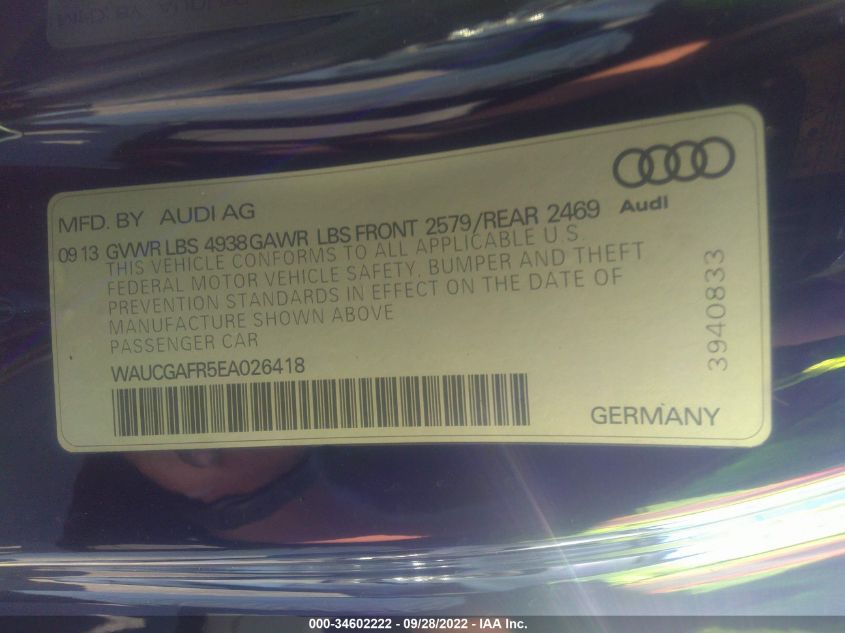 MFD. BY AUDI AG
Audi
09 13 GVWR LBS 4938 GAWR LBS FRONT 2579/REAR 2469
THIS VEHICLE CONFORMS TO ALL APPLICABLE U.S.
FEDERAL MOTOR VEHICLE SAFETY, BUMPER AND THEFT
PREVENTION STANDARDS IN EFFECT ON THE DATE OF
MANUFACTURE SHOWN ABOVE
PASSENGER CAR
WAUCGAFR5EA026418
3940833
GERMANY
000-34602222 - 09/28/2022 - IAA Inc.